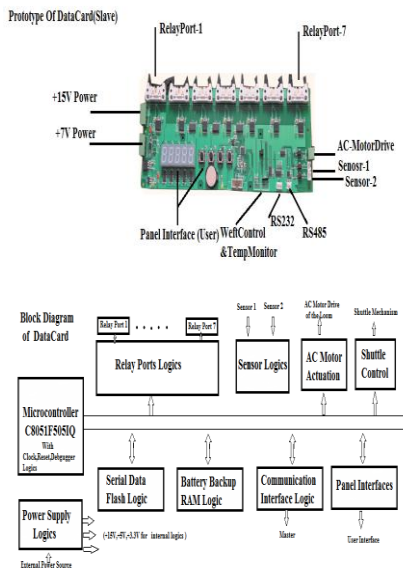 Prototype Of DataCard(Slave)
RelayPort-1
RelayPort-7
+15V Power
+7V Power
AC-MotorDrive
Senosr-1
Sensor-2
RS485
RS232
Panel Interface (User)
WeftControl
&TempMonitor
Block Diagram
of DataCard
Sensor 1
Sensor 2
AC Motor Drive
of the Loom
Shuttle Mechanism
Relay Port 1
Relay Port 7
Relay Ports Logics
Sensor Logics
AC Motor
Actuation
Shuttle
Control
Microcontroller
C8051F505IQ
With
Clock,Reset,Debgugger
Logics
Serial Data
Flash Logic
Battery Backup
RAM Logic
Communication
Interface Logic
Panel Interfaces
Power Supply
Logics
(+15V,+5V,+3.3V for internal logics )
Master
User Interface
External Power Source